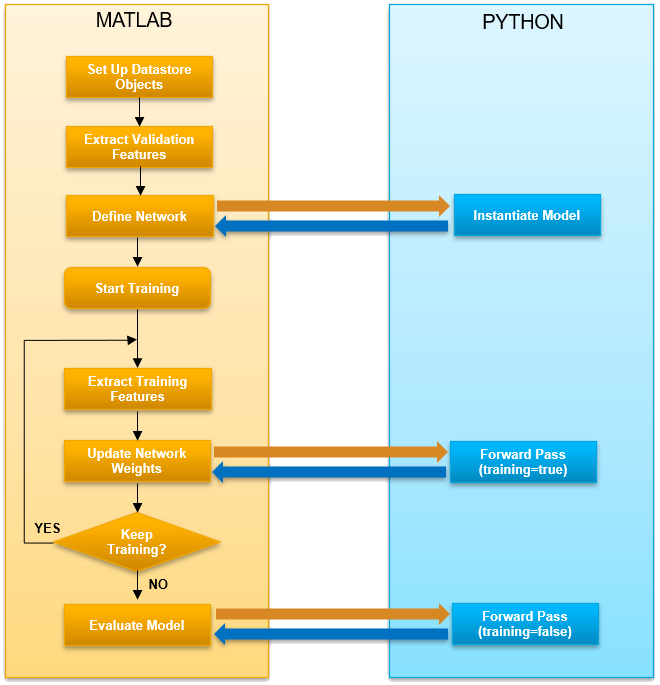 MATLAB
PYTHON
Set Up Datastore
Objects
Extract Validation
Features
Define Network
Instantiate Model
Start Training
Extract Training
Features
Update Network
Weights
Forward Pass
(training=true)
YES
Keep
Training?
NO
Evaluate Model
Forward Pass
(training=false)